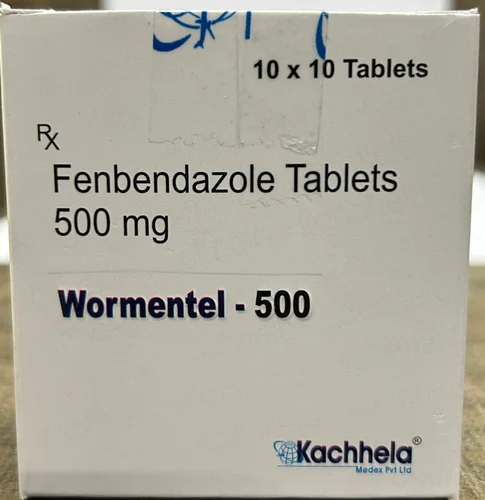 10 x 10 Tablets
Rx
Fenbendazole Tablets
500 mg
Wormentel - 500
Kachhela®
Medex Pvt Ltd